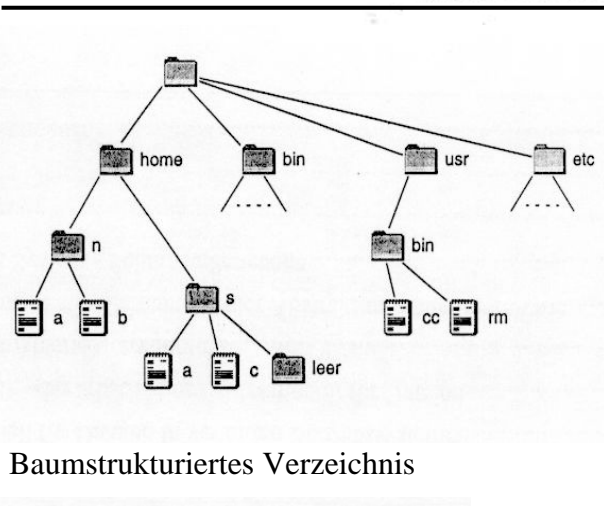 home bin usr etc
.... ....
n bin
s
a b cc rm
a c leer
Baumstrukturiertes Verzeichnis